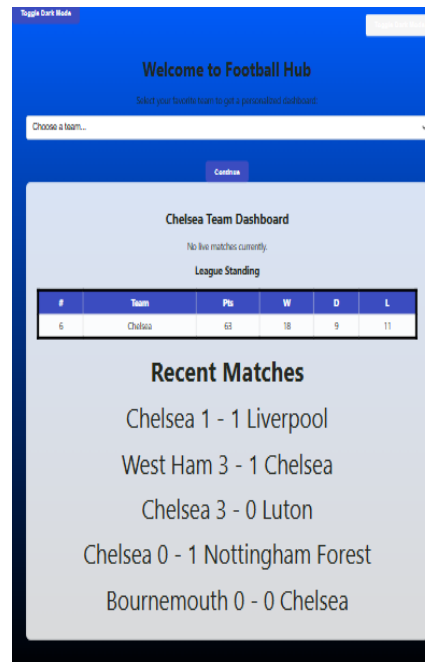 Toggle Dark Mode
Welcome to Football Hub
Select your favorite team to get a personalized dashboard
Choose a team...
Continue
Chelsea Team Dashboard
No live matches currently.
League Standing
# Team Pts W D L
6 Chelsea 63 18 9 11
Recent Matches
Chelsea 1 - 1 Liverpool
West Ham 3 - 1 Chelsea
Chelsea 3 - 0 Luton
Chelsea 0 - 1 Nottingham Forest
Bournemouth 0 - 0 Chelsea